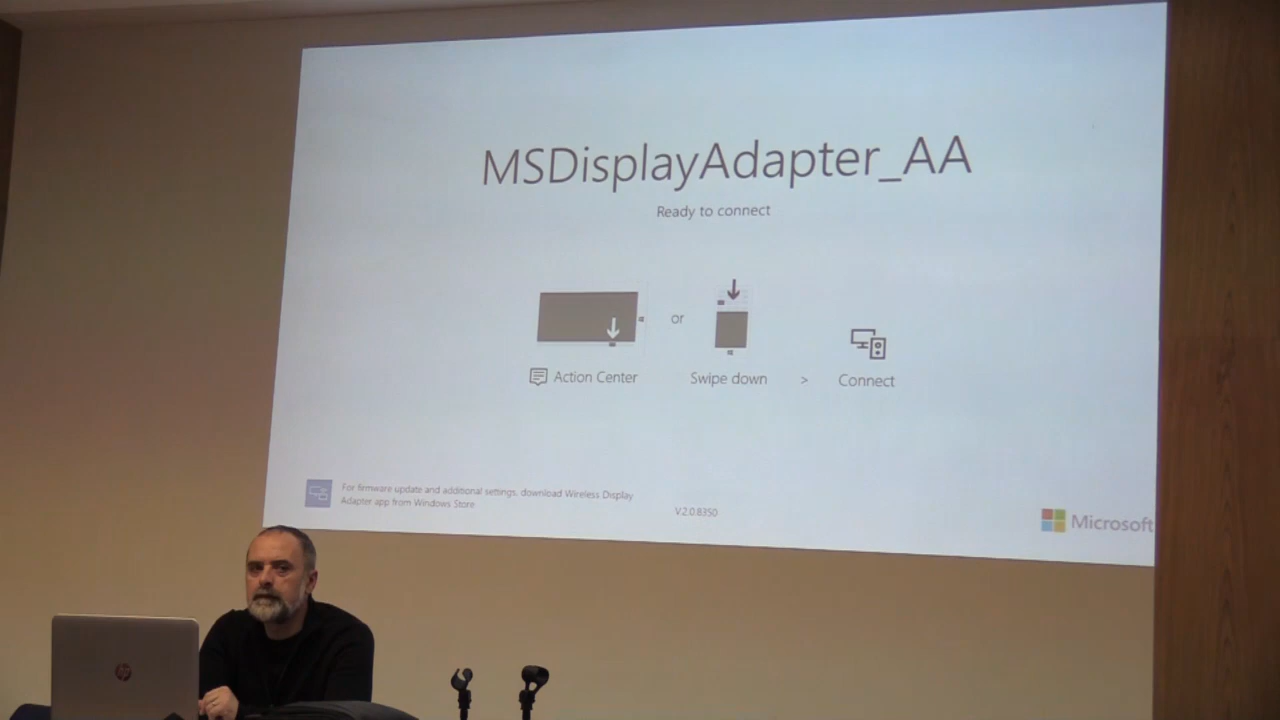 MSDisplayAdapter_AA
Ready to connect
or
Action Center
Swipe down
>
Connect
For firmware update and additional settings, download Wireless Display
Adapter app from Windows Store
V2.0.8350
Microsoft
hp